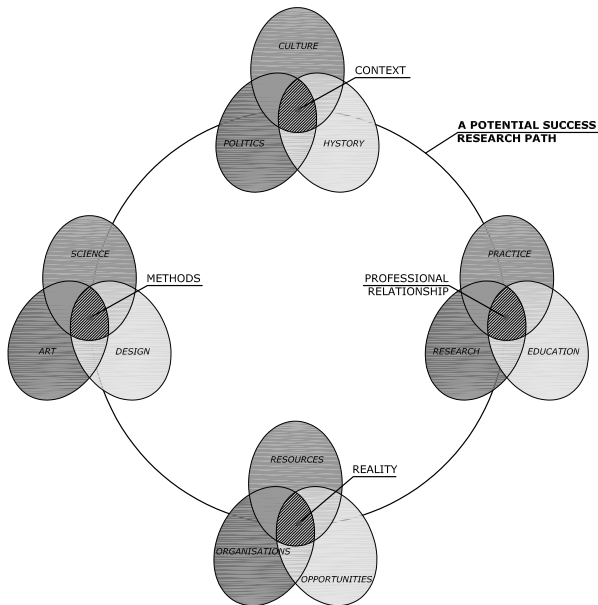 CULTURE
CONTEXT
POLITICS
HYSTORY
A POTENTIAL SUCCESS
RESEARCH PATH
SCIENCE
METHODS
ART
DESIGN
PRACTICE
PROFESSIONAL
RELATIONSHIP
RESEARCH
EDUCATION
RESOURCES
REALITY
ORGANISATIONS
OPPORTUNITIES